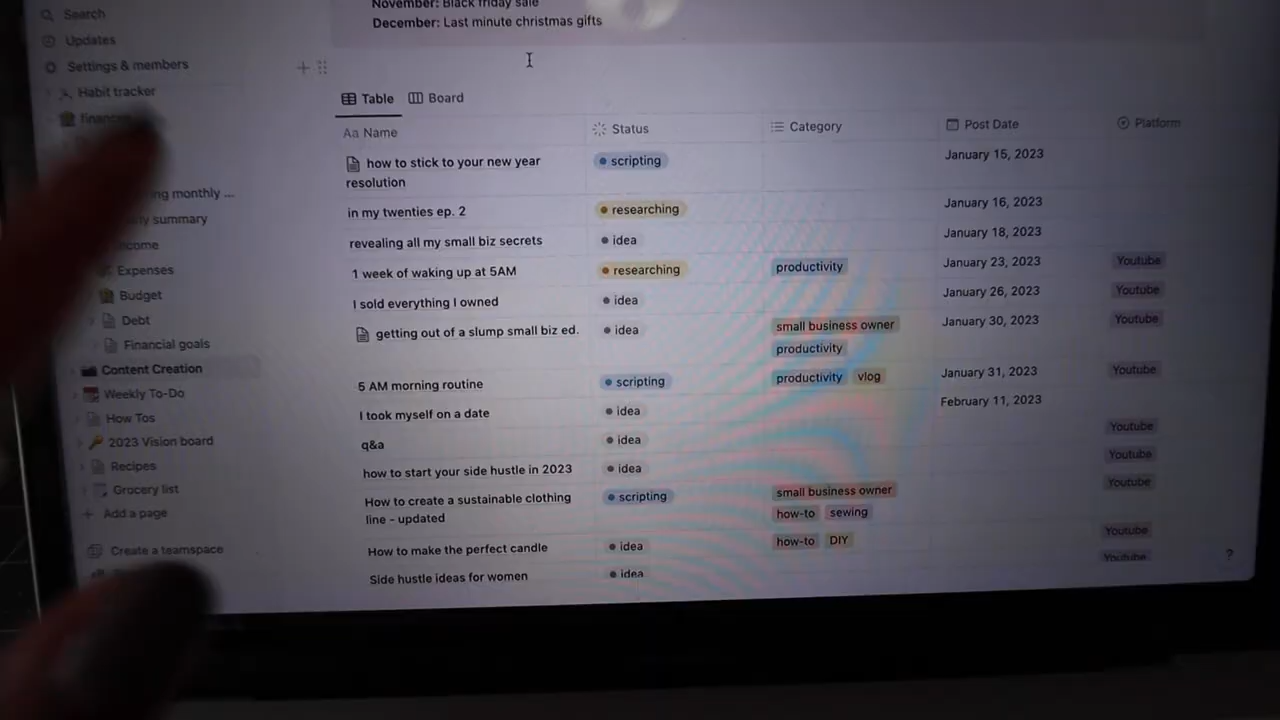 November: Black friday sale
December: Last minute christmas gifts
Search
Updates
Settings & members
Habit tracker
finances
ng monthly ...
summary
Income
Expenses
Budget
Debt
Financial goals
Content Creation
Weekly To-Do
How Tos
2023 Vision board
Recipes
Grocery list
Add a page
Create a teamspace
Table Board
Aa Name Status Category Post Date Platform
how to stick to your new year scripting January 15, 2023
resolution
in my twenties ep. 2 researching January 16, 2023
revealing all my small biz secrets idea January 18, 2023
1 week of waking up at 5AM researching productivity January 23, 2023 Youtube
I sold everything I owned idea January 26, 2023 Youtube
getting out of a slump small biz ed. idea small business owner January 30, 2023 Youtube
productivity
5 AM morning routine scripting productivity vlog January 31, 2023 Youtube
I took myself on a date idea February 11, 2023
q&a idea Youtube
how to start your side hustle in 2023 idea Youtube
How to create a sustainable clothing scripting small business owner Youtube
line - updated how-to sewing
How to make the perfect candle idea how-to DIY Youtube
Side hustle ideas for women idea Youtube
?